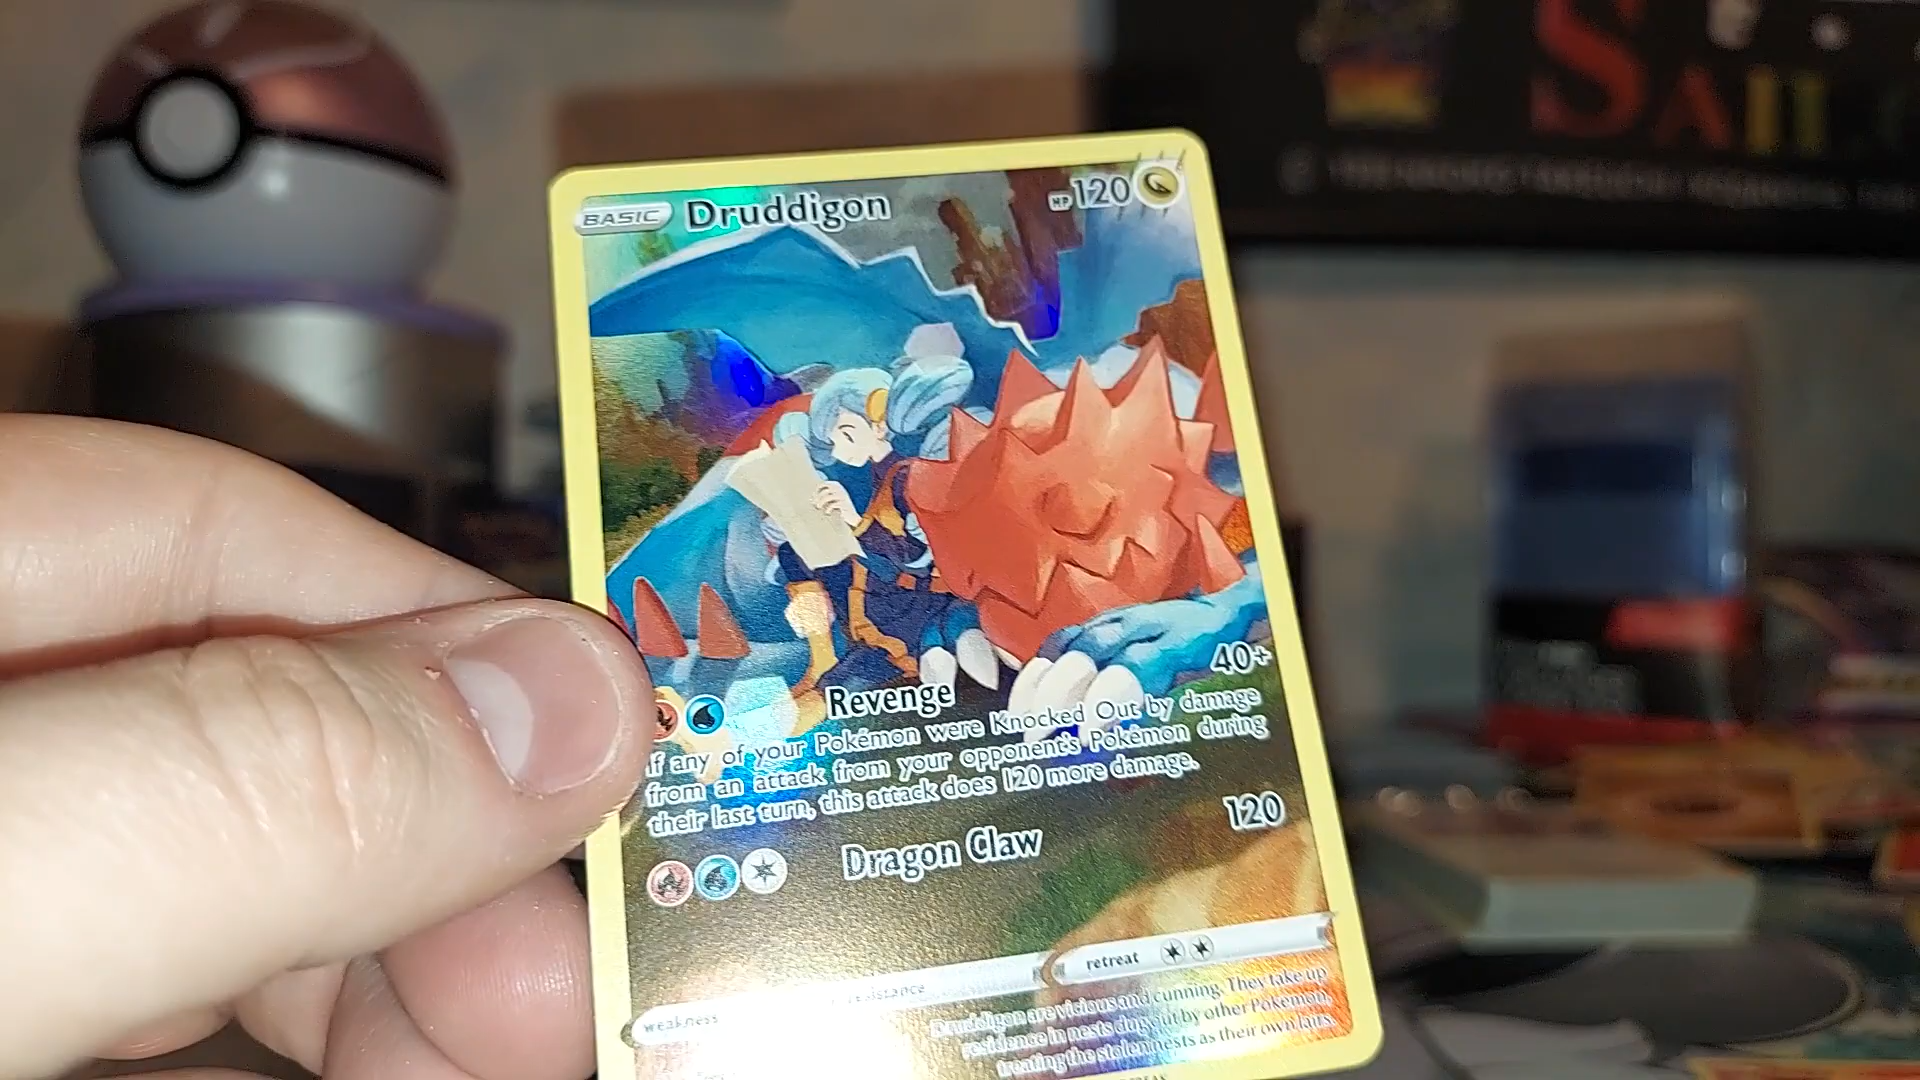 SAIL
BASIC Druddigon HP 120
Revenge 40+
If any of your Pokémon were Knocked Out by damage
from an attack from your opponent's Pokémon during
their last turn, this attack does 120 more damage.
Dragon Claw 120
weakness resistance retreat
Druddigon are vicious and cunning. They take up
residence in nests dug out by other Pokémon,
treating the stolen nests as their own lairs.